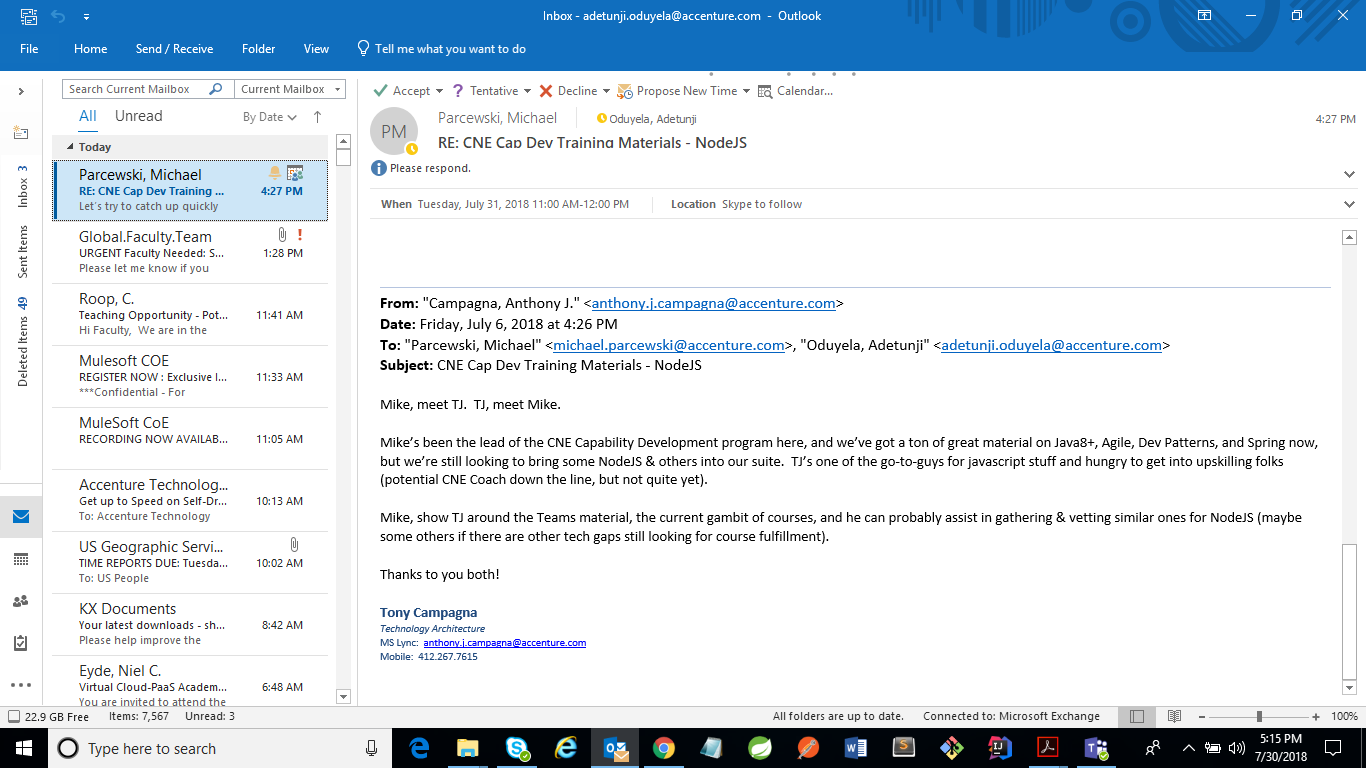 Inbox - adetunji.oduyela@accenture.com - Outlook
File Home Send / Receive Folder View Tell me what you want to do
Search Current Mailbox Current Mailbox
All Unread By Date
Today
Parcewski, Michael
RE: CNE Cap Dev Training ... 4:27 PM
Let's try to catch up quickly
Global.Faculty.Team
URGENT Faculty Needed: S... 1:28 PM
Please let me know if you
Roop, C.
Teaching Opportunity - Pot... 11:41 AM
Hi Faculty, We are in the
Mulesoft COE
REGISTER NOW : Exclusive I... 11:33 AM
***Confidential - For
MuleSoft CoE
RECORDING NOW AVAILAB... 11:05 AM
Accenture Technolog...
Get up to Speed on Self-Dr... 10:13 AM
To: Accenture Technology
US Geographic Servi...
TIME REPORTS DUE: Tuesda... 10:02 AM
To: US People
KX Documents
Your latest downloads - sh... 8:42 AM
Please help improve the
Eyde, Niel C.
Virtual Cloud-PaaS Academ... 6:48 AM
You are invited to attend the
Inbox 3
Sent Items
Deleted Items 49
Accept Tentative Decline Propose New Time Calendar...
PM
Parcewski, Michael Oduyela, Adetunji 4:27 PM
RE: CNE Cap Dev Training Materials - NodeJS
Please respond.
When Tuesday, July 31, 2018 11:00 AM-12:00 PM Location Skype to follow
From: "Campagna, Anthony J." <anthony.j.campagna@accenture.com>
Date: Friday, July 6, 2018 at 4:26 PM
To: "Parcewski, Michael" <michael.parcewski@accenture.com>, "Oduyela, Adetunji" <adetunji.oduyela@accenture.com>
Subject: CNE Cap Dev Training Materials - NodeJS
Mike, meet TJ. TJ, meet Mike.
Mike's been the lead of the CNE Capability Development program here, and we've got a ton of great material on Java8+, Agile, Dev Patterns, and Spring now,
but we're still looking to bring some NodeJS & others into our suite. TJ's one of the go-to-guys for javascript stuff and hungry to get into upskilling folks
(potential CNE Coach down the line, but not quite yet).
Mike, show TJ around the Teams material, the current gambit of courses, and he can probably assist in gathering & vetting similar ones for NodeJS (maybe
some others if there are other tech gaps still looking for course fulfillment).
Thanks to you both!
Tony Campagna
Technology Architecture
MS Lync: anthony.j.campagna@accenture.com
Mobile: 412.267.7615
22.9 GB Free Items: 7,567 Unread: 3 All folders are up to date. Connected to: Microsoft Exchange 100%
Type here to search
5:15 PM
7/30/2018